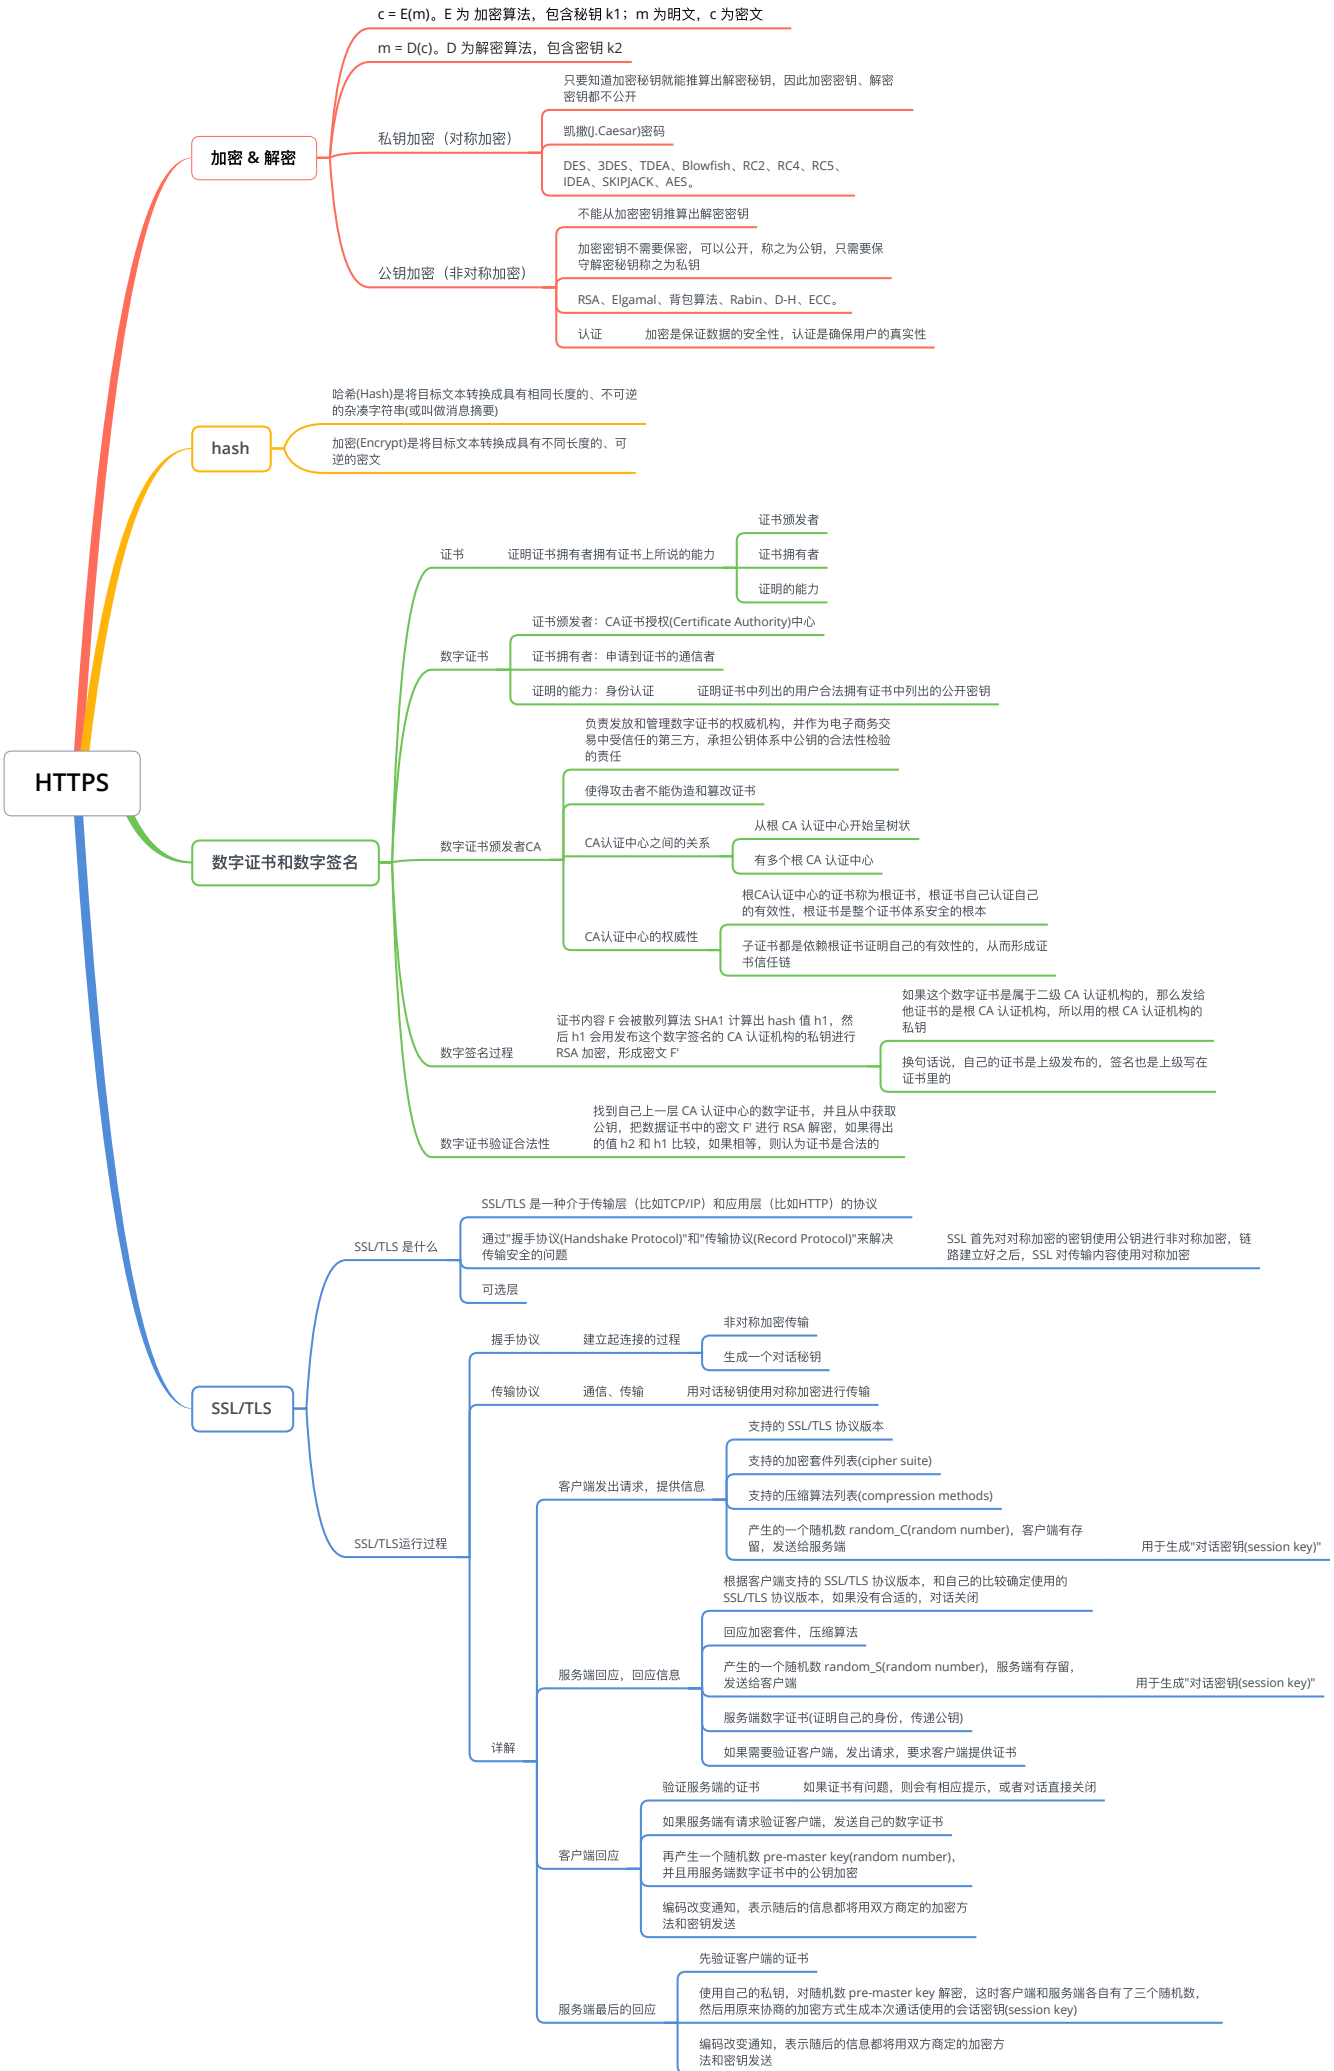 c = E(m)。E 为 加密算法，包含秘钥 k1；m 为明文，c 为密文
m = D(c)。D 为解密算法，包含密钥 k2
只要知道加密秘钥就能推算出解密秘钥，因此加密密钥、解密
密钥都不公开
私钥加密（对称加密）
凯撒(J.Caesar)密码
DES、3DES、TDEA、Blowfish、RC2、RC4、RC5、
IDEA、SKIPJACK、AES。
加密 & 解密
不能从加密密钥推算出解密密钥
加密密钥不需要保密，可以公开，称之为公钥，只需要保
守解密秘钥称之为私钥
公钥加密（非对称加密）
RSA、Elgamal、背包算法、Rabin、D-H、ECC。
认证
加密是保证数据的安全性，认证是确保用户的真实性
哈希(Hash)是将目标文本转换成具有相同长度的、不可逆
的杂凑字符串(或叫做消息摘要)
hash
加密(Encrypt)是将目标文本转换成具有不同长度的、可
逆的密文
证书
证明证书拥有者拥有证书上所说的能力
证书颁发者
证书拥有者
证明的能力
数字证书
证书颁发者：CA证书授权(Certificate Authority)中心
证书拥有者：申请到证书的通信者
证明的能力：身份认证
证明证书中列出的用户合法拥有证书中列出的公开密钥
HTTPS
数字证书和数字签名
负责发放和管理数字证书的权威机构，并作为电子商务交
易中受信任的第三方，承担公钥体系中公钥的合法性检验
的责任
使得攻击者不能伪造和篡改证书
数字证书颁发者CA
CA认证中心之间的关系
从根 CA 认证中心开始呈树状
有多个根 CA 认证中心
CA认证中心的权威性
根CA认证中心的证书称为根证书，根证书自己认证自己
的有效性，根证书是整个证书体系安全的根本
子证书都是依赖根证书证明自己的有效性的，从而形成证
书信任链
数字签名过程
证书内容 F 会被散列算法 SHA1 计算出 hash 值 h1，然
后 h1 会用发布这个数字签名的 CA 认证机构的私钥进行
RSA 加密，形成密文 F'
如果这个数字证书是属于二级 CA 认证机构的，那么发给
他证书的是根 CA 认证机构，所以用的根 CA 认证机构的
私钥
换句话说，自己的证书是上级发布的，签名也是上级写在
证书里的
数字证书验证合法性
找到自己上一层 CA 认证中心的数字证书，并且从中获取
公钥，把数据证书中的密文 F' 进行 RSA 解密，如果得出
的值 h2 和 h1 比较，如果相等，则认为证书是合法的
SSL/TLS
SSL/TLS 是什么
SSL/TLS 是一种介于传输层（比如TCP/IP）和应用层（比如HTTP）的协议
通过"握手协议(Handshake Protocol)"和"传输协议(Record Protocol)"来解决
传输安全的问题
SSL 首先对对称加密的密钥使用公钥进行非对称加密，链
路建立好之后，SSL 对传输内容使用对称加密
可选层
SSL/TLS运行过程
握手协议
建立起连接的过程
非对称加密传输
生成一个对话秘钥
传输协议
通信、传输
用对话秘钥使用对称加密进行传输
详解
客户端发出请求，提供信息
支持的 SSL/TLS 协议版本
支持的加密套件列表(cipher suite)
支持的压缩算法列表(compression methods)
产生的一个随机数 random_C(random number)，客户端有存
留，发送给服务端
用于生成"对话密钥(session key)"
服务端回应，回应信息
根据客户端支持的 SSL/TLS 协议版本，和自己的比较确定使用的
SSL/TLS 协议版本，如果没有合适的，对话关闭
回应加密套件，压缩算法
产生的一个随机数 random_S(random number)，服务端有存留，
发送给客户端
用于生成"对话密钥(session key)"
服务端数字证书(证明自己的身份，传递公钥)
如果需要验证客户端，发出请求，要求客户端提供证书
客户端回应
验证服务端的证书
如果证书有问题，则会有相应提示，或者对话直接关闭
如果服务端有请求验证客户端，发送自己的数字证书
再产生一个随机数 pre-master key(random number)，
并且用服务端数字证书中的公钥加密
编码改变通知，表示随后的信息都将用双方商定的加密方
法和密钥发送
服务端最后的回应
先验证客户端的证书
使用自己的私钥，对随机数 pre-master key 解密，这时客户端和服务端各自有了三个随机数，
然后用原来协商的加密方式生成本次通话使用的会话密钥(session key)
编码改变通知，表示随后的信息都将用双方商定的加密方
法和密钥发送